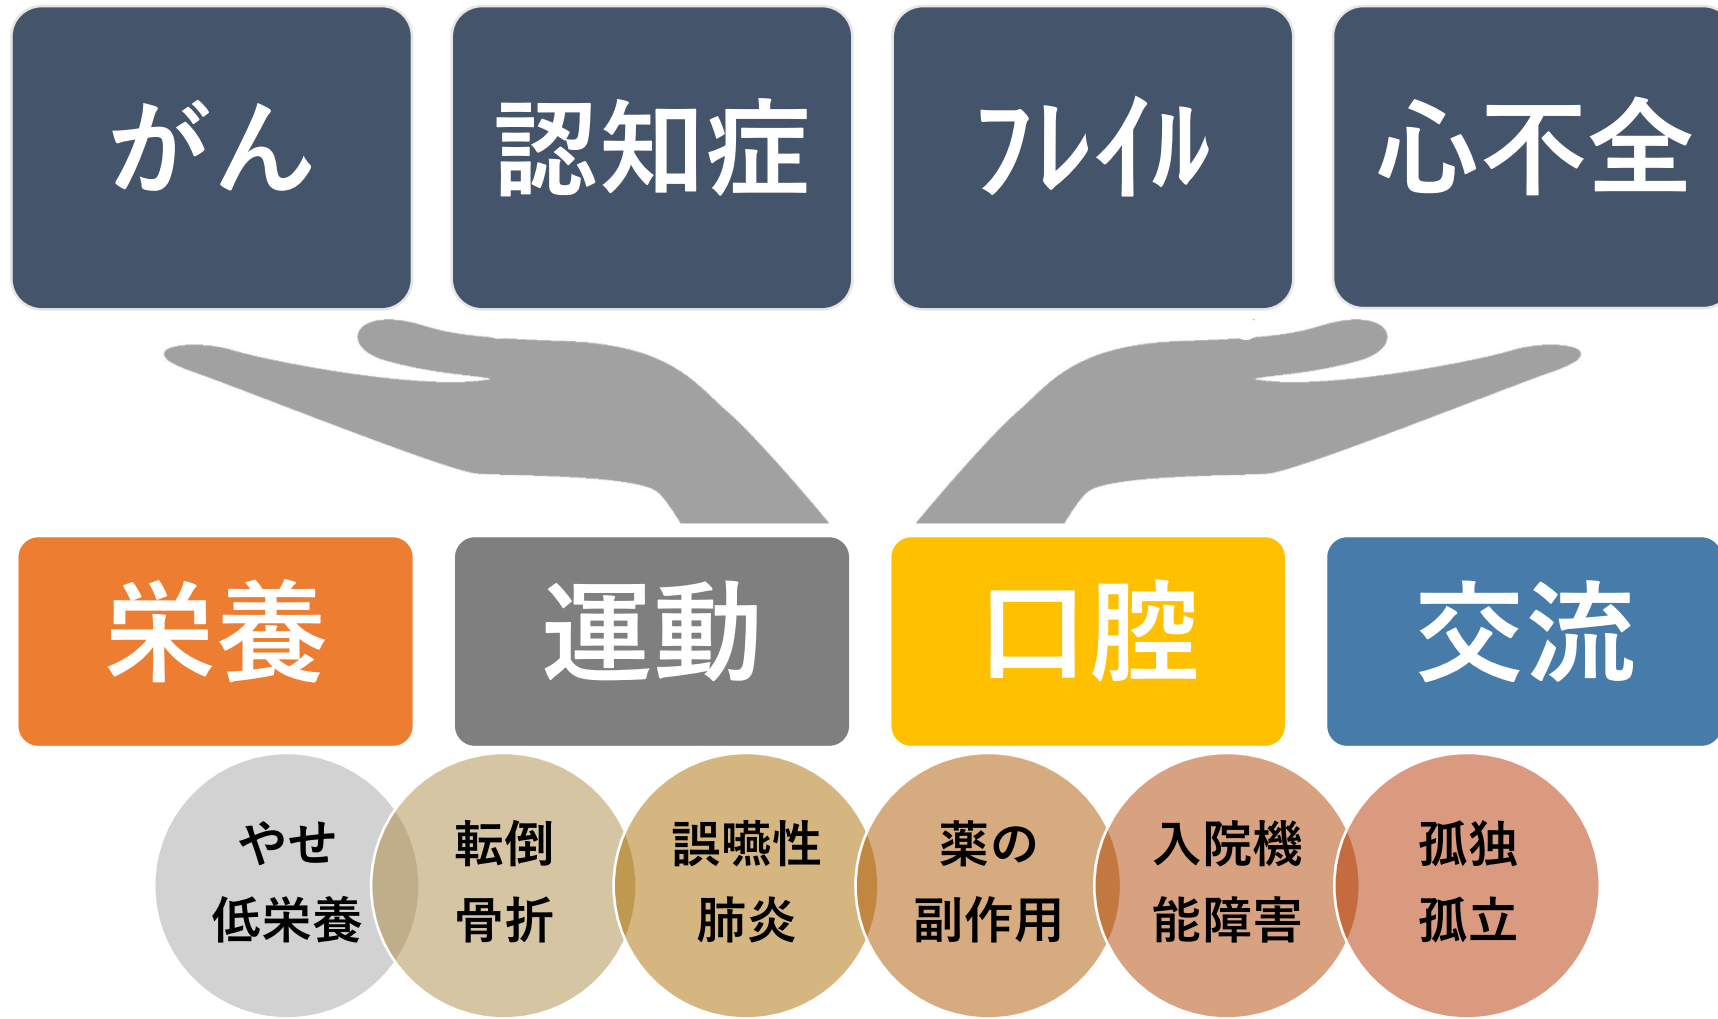 がん
認知症
ﾌﾚｲﾙ
心不全
栄養
運動
口腔
交流
やせ
低栄養
転倒
骨折
誤嚥性
肺炎
薬の
副作用
入院機
能障害
孤独
孤立